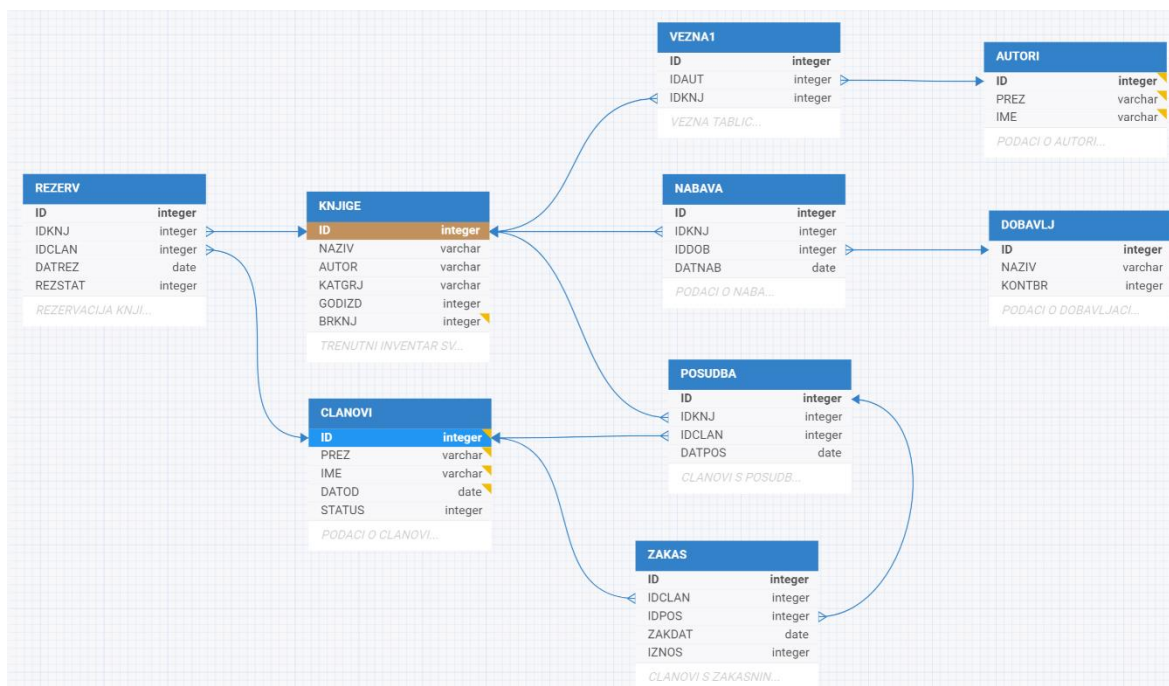 VEZNA1
ID integer
IDAUT integer
IDKNJ integer
VEZNA TABLIC...
AUTORI
ID integer
PREZ varchar
IME varchar
PODACI O AUTORI...
REZERV
ID integer
IDKNJ integer
IDCLAN integer
DATREZ date
REZSTAT integer
REZERVACIJA KNJI...
KNJIGE
ID integer
NAZIV varchar
AUTOR varchar
KATGRJ varchar
GODIZD integer
BRKNJ integer
TRENUTNI INVENTAR SV...
NABAVA
ID integer
IDKNJ integer
IDDOB integer
DATNAB date
PODACI O NABA...
DOBAVLJ
ID integer
NAZIV varchar
KONTBR integer
PODACI O DOBAVLJACI...
CLANOVI
ID integer
PREZ varchar
IME varchar
DATOD date
STATUS integer
PODACI O CLANOVI...
POSUDBA
ID integer
IDKNJ integer
IDCLAN integer
DATPOS date
CLANOVI S POSUDB...
ZAKAS
ID integer
IDCLAN integer
IDPOS integer
ZAKDAT date
IZNOS integer
CLANOVI S ZAKASNIN...